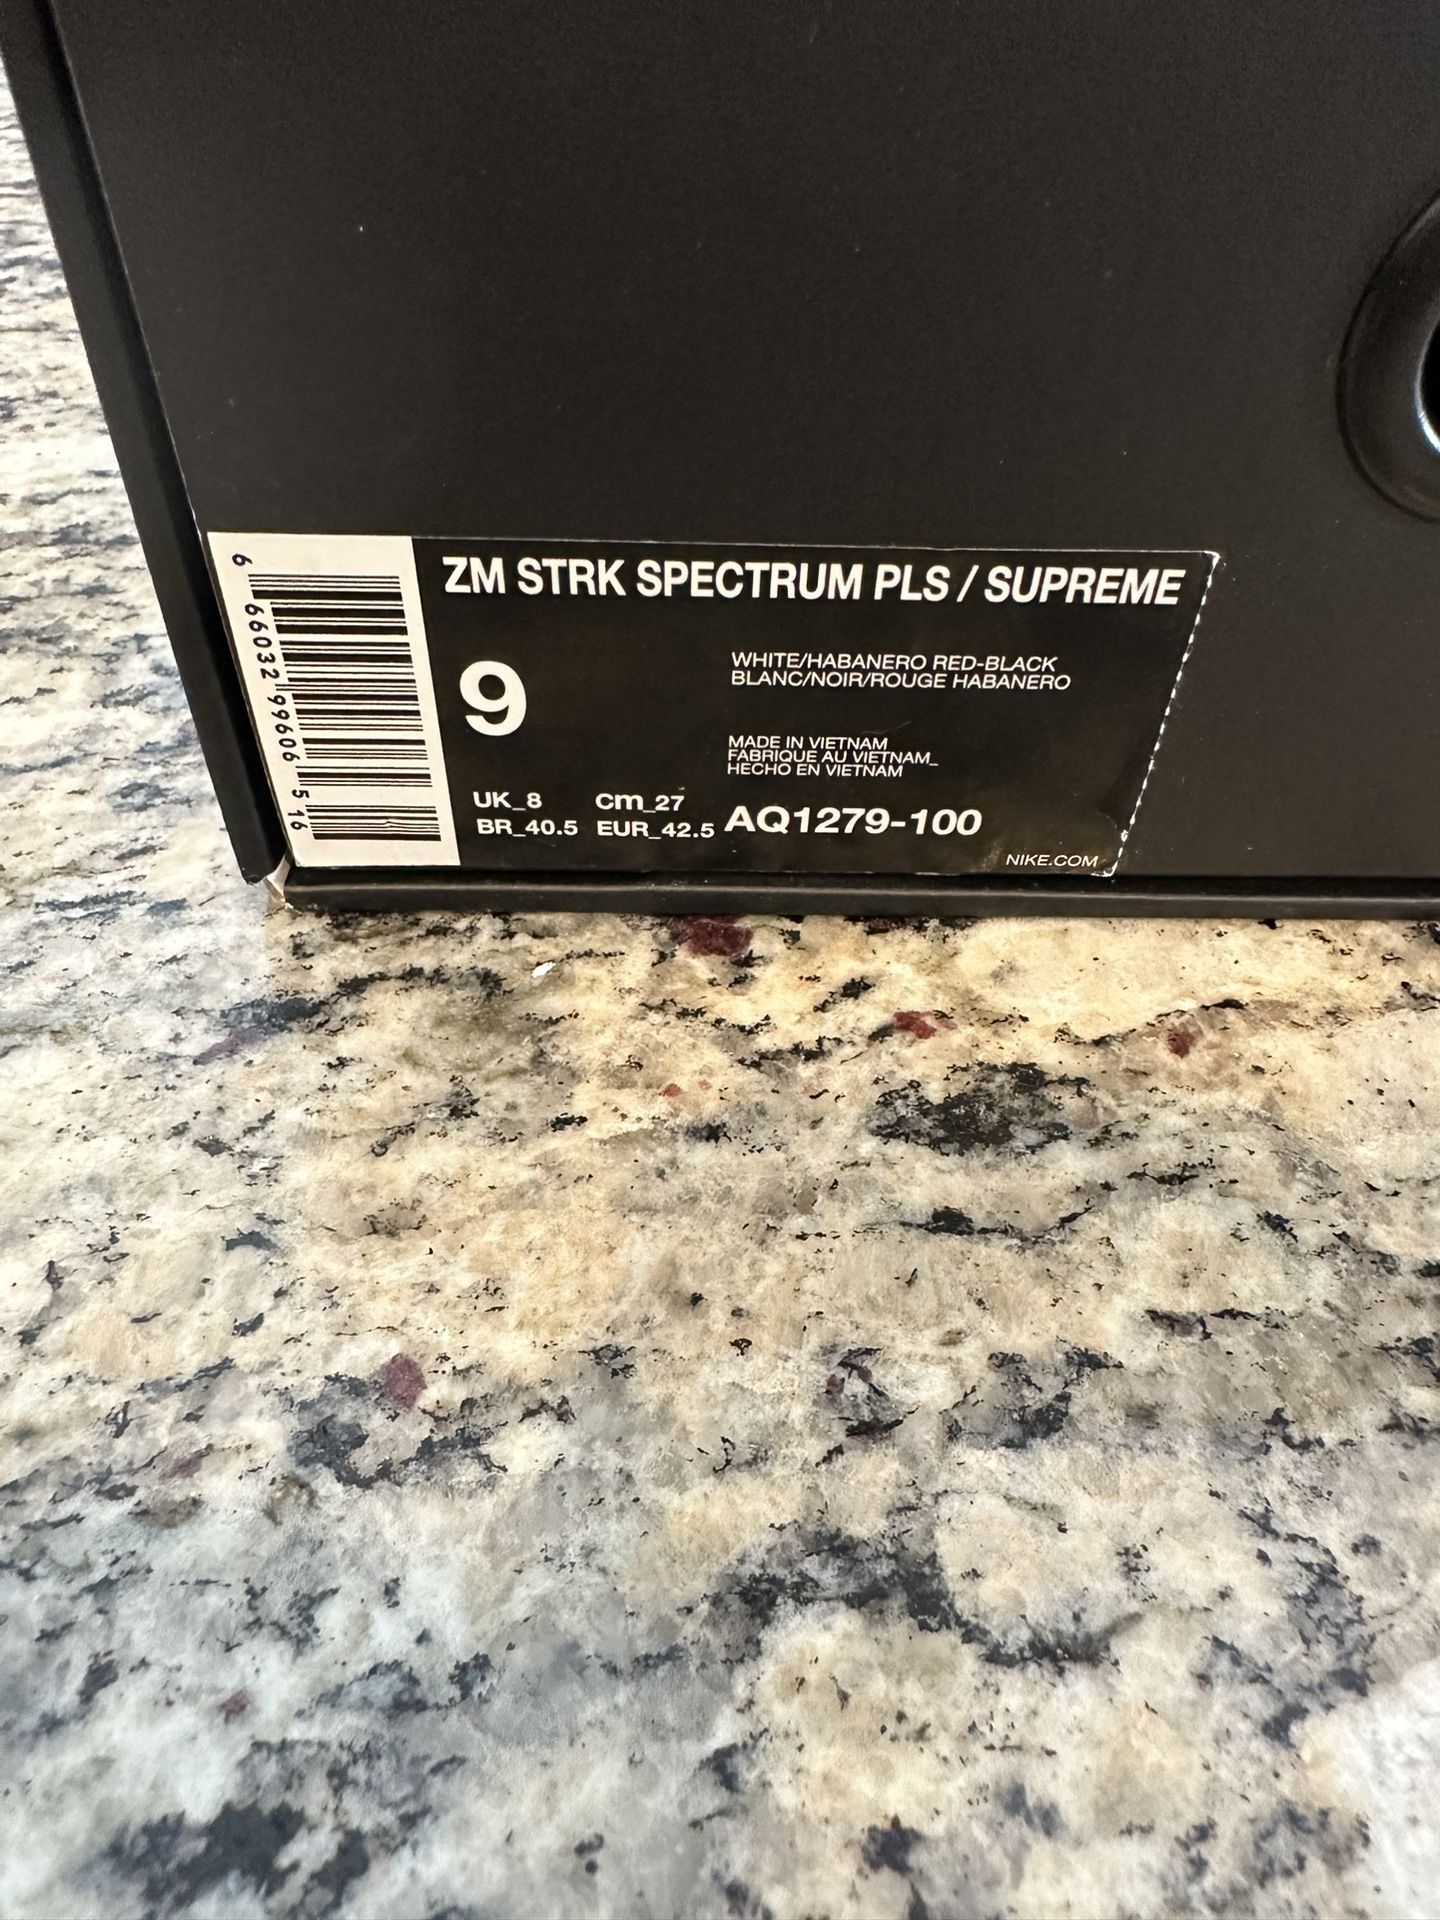 ZM STRK SPECTRUM PLS / SUPREME
9
WHITE/HABANERO RED-BLACK
BLANC/NOIR/ROUGE HABANERO
MADE IN VIETNAM
FABRIQUE AU VIETNAM_
HECHO EN VIETNAM
UK_8 cm_27
BR_40.5 EUR_42.5
AQ1279-100
NIKE.COM
6 66032 99606 5 16